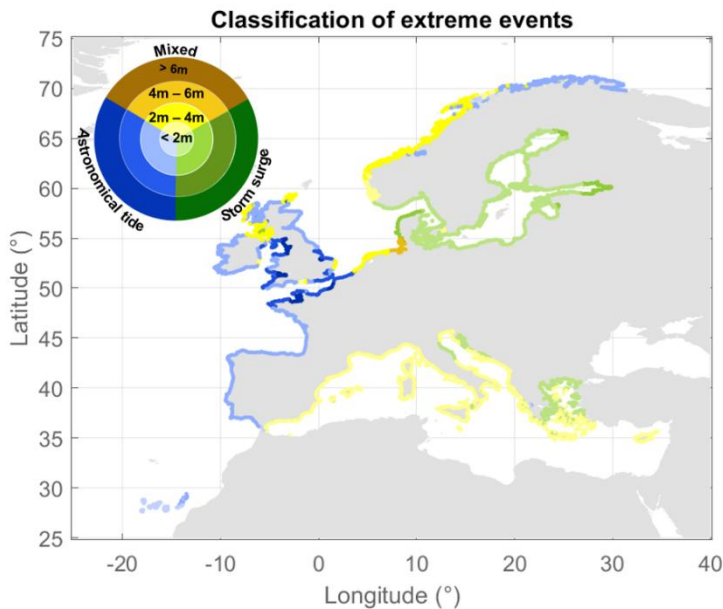 Classification of extreme events
Mixed
> 6m
4m – 6m
2m – 4m
< 2m
Astronomical tide
Storm surge
Latitude (°)
75
70
65
60
55
50
45
40
35
30
25
-20
-10
0
10
20
30
40
Longitude (°)